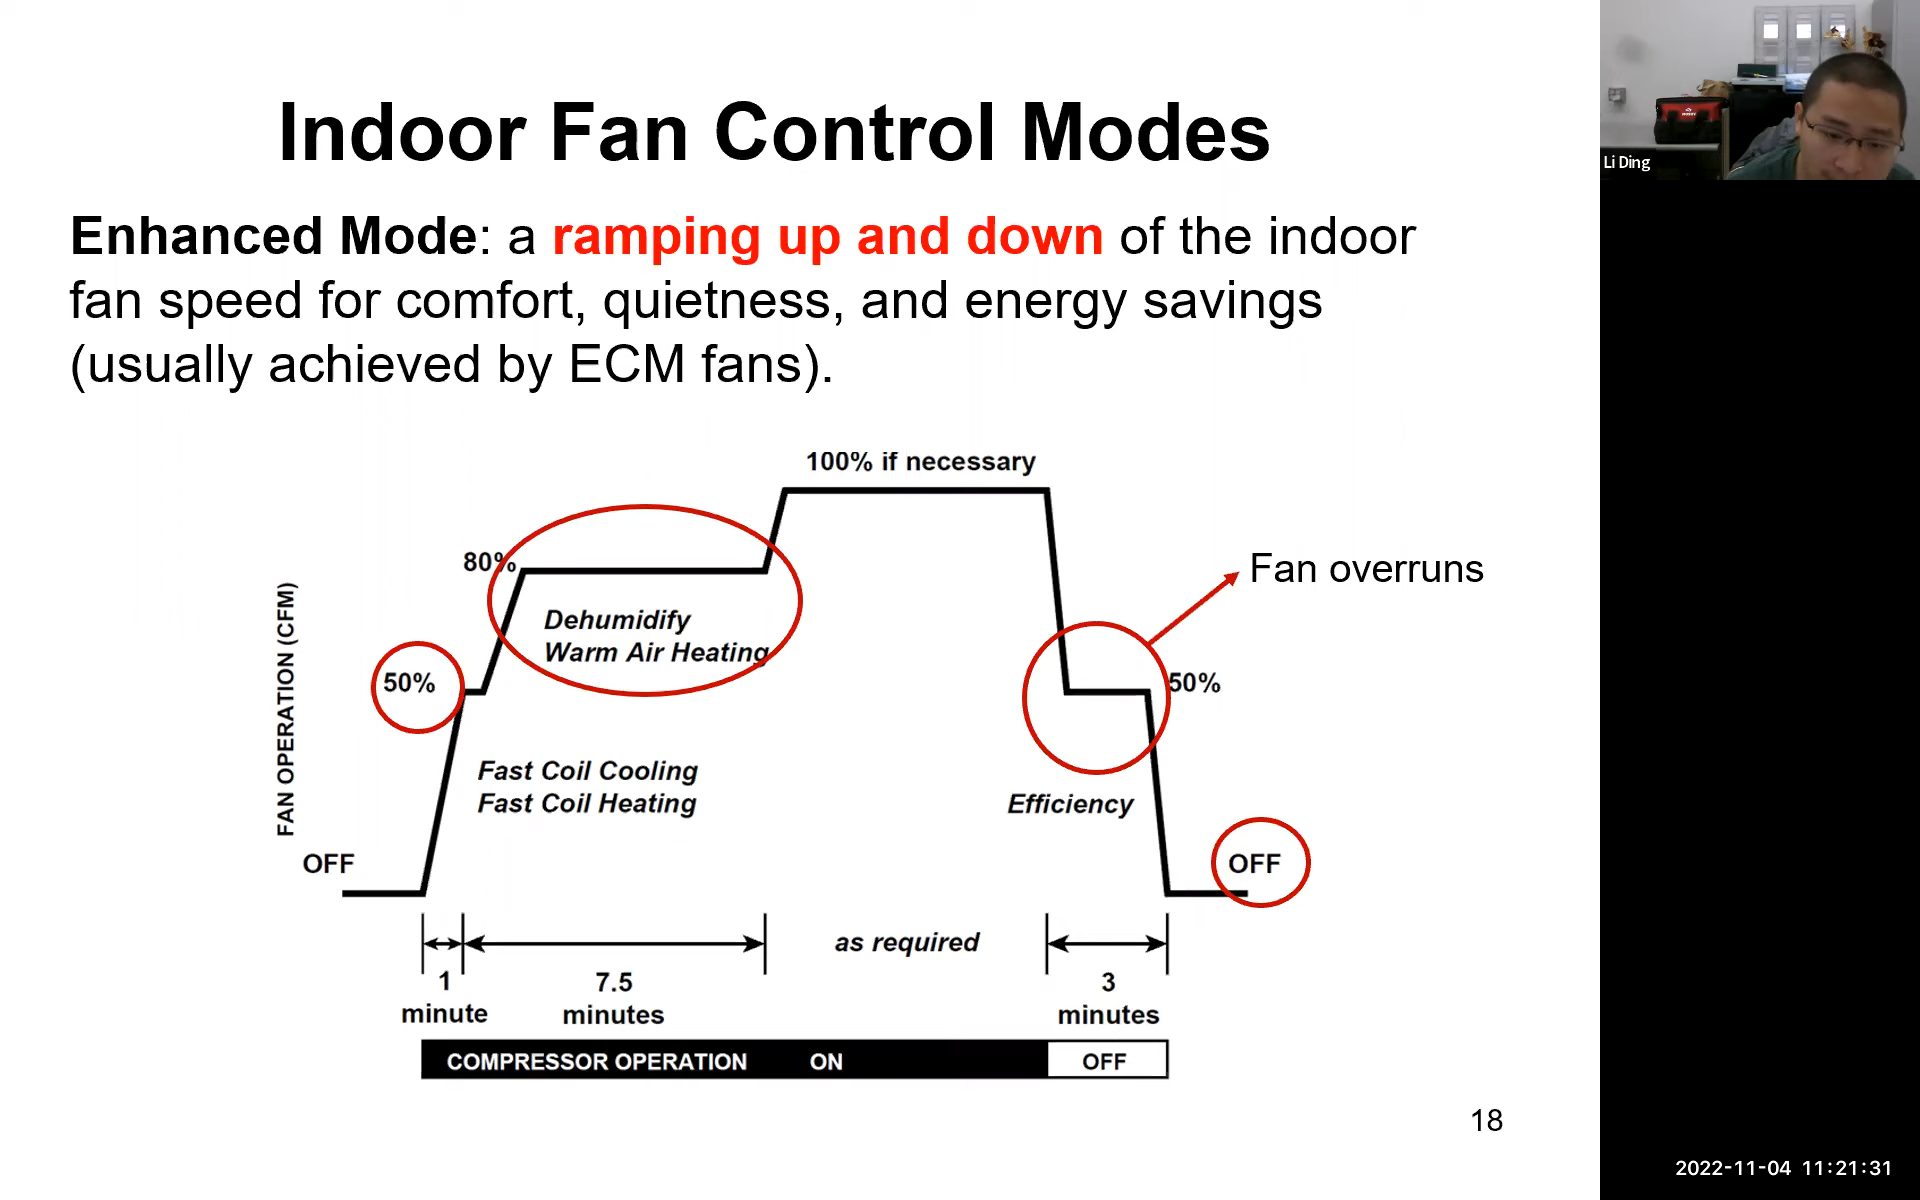 Indoor Fan Control Modes
Li Ding
Enhanced Mode: a ramping up and down of the indoor
fan speed for comfort, quietness, and energy savings
(usually achieved by ECM fans).
100% if necessary
80%
Fan overruns
Dehumidify
Warm Air Heating
50%
50%
FAN OPERATION (CFM)
Fast Coil Cooling
Fast Coil Heating
Efficiency
OFF
OFF
as required
1
minute
7.5
minutes
3
minutes
COMPRESSOR OPERATION ON
OFF
18
2022-11-04 11:21:31